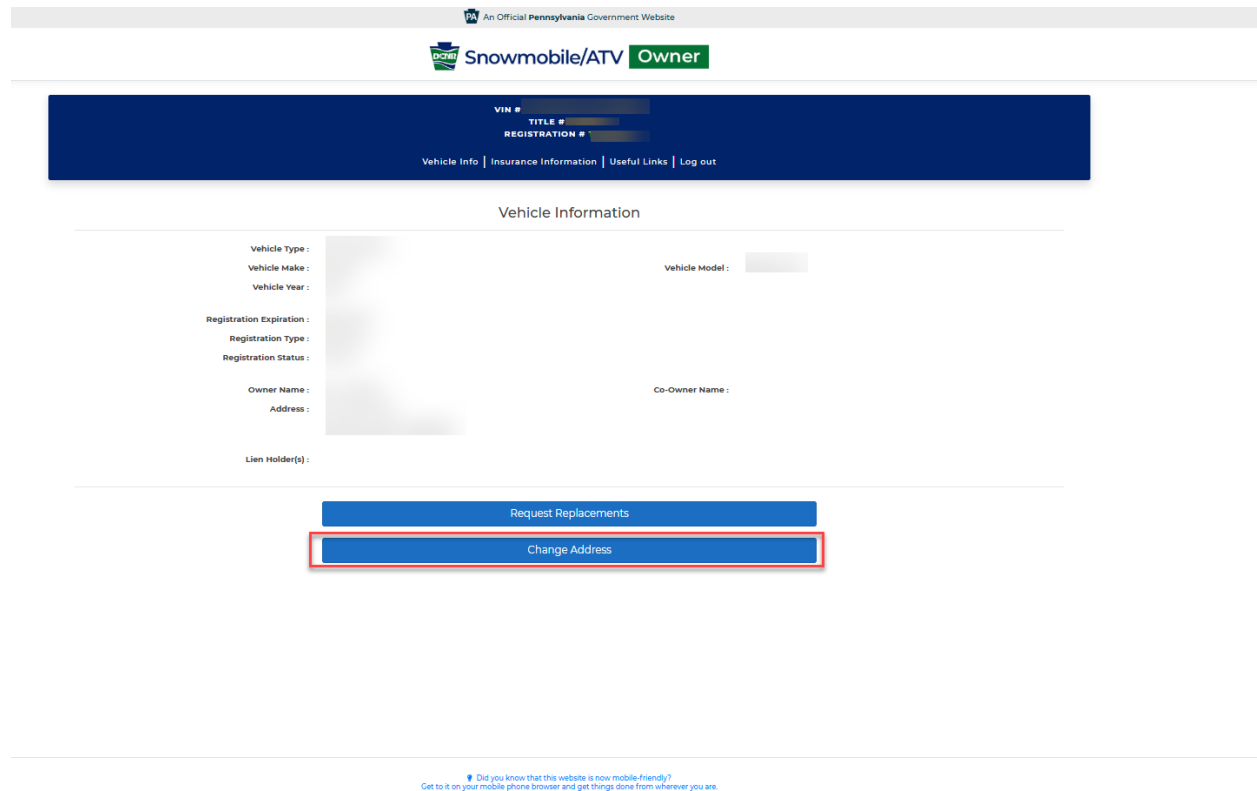 PA An Official Pennsylvania Government Website
DCNR Snowmobile/ATV Owner
VIN #
TITLE #
REGISTRATION #
Vehicle Info | Insurance Information | Useful Links | Log out
Vehicle Information
Vehicle Type :
Vehicle Make :
Vehicle Model :
Vehicle Year :
Registration Expiration :
Registration Type :
Registration Status :
Owner Name :
Co-Owner Name :
Address :
Lien Holder(s) :
Request Replacements
Change Address
Did you know that this website is now mobile-friendly?
Get to it on your mobile phone browser and get things done from wherever you are.